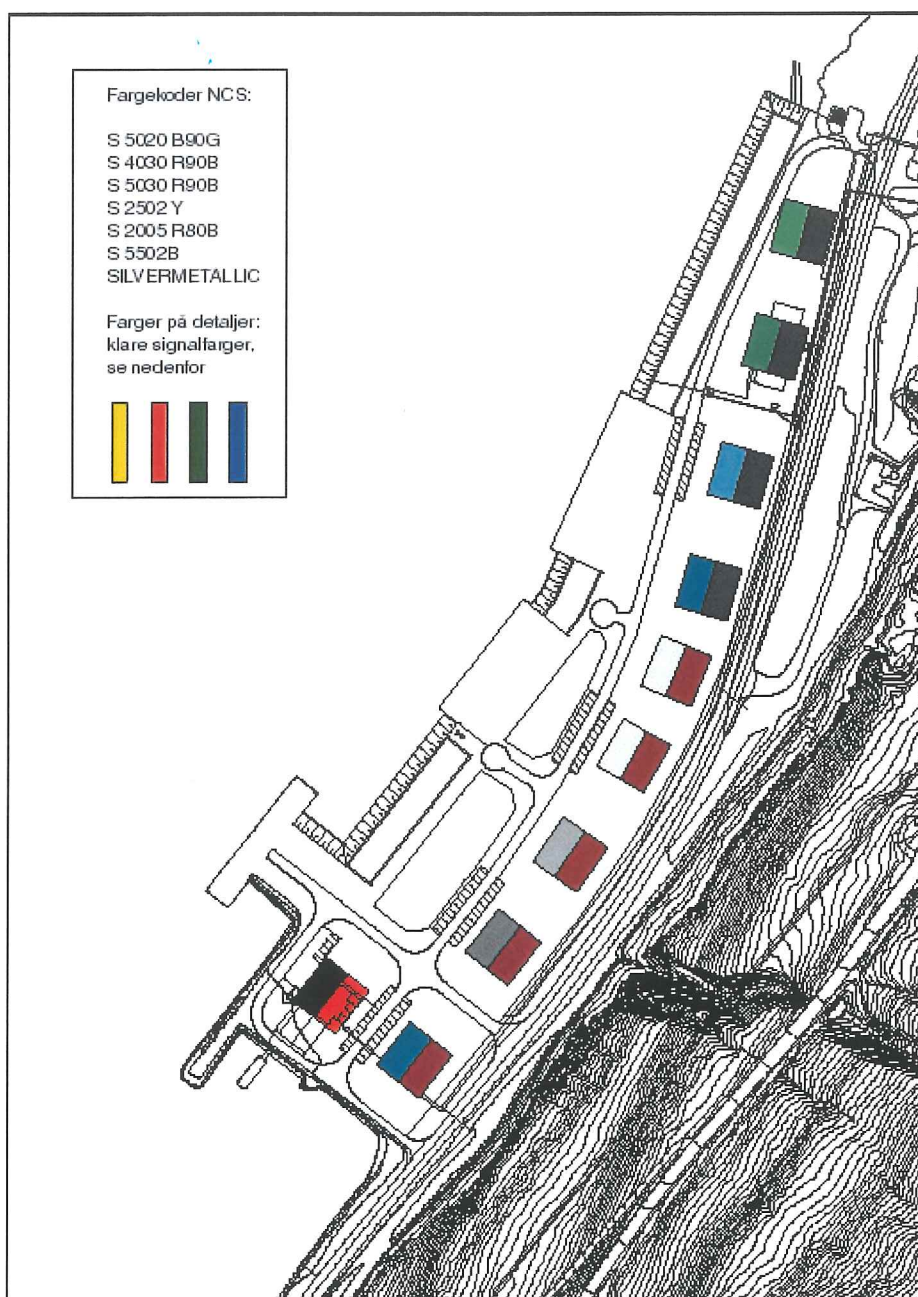 Fargekoder NCS:
S 5020 B90G
S 4030 R90B
S 5030 R90B
S 2502 Y
S 2005 R80B
S 5502B
SILVERMETALLIC
Farger på detaljer:
klare signalfarger,
se nedenfor